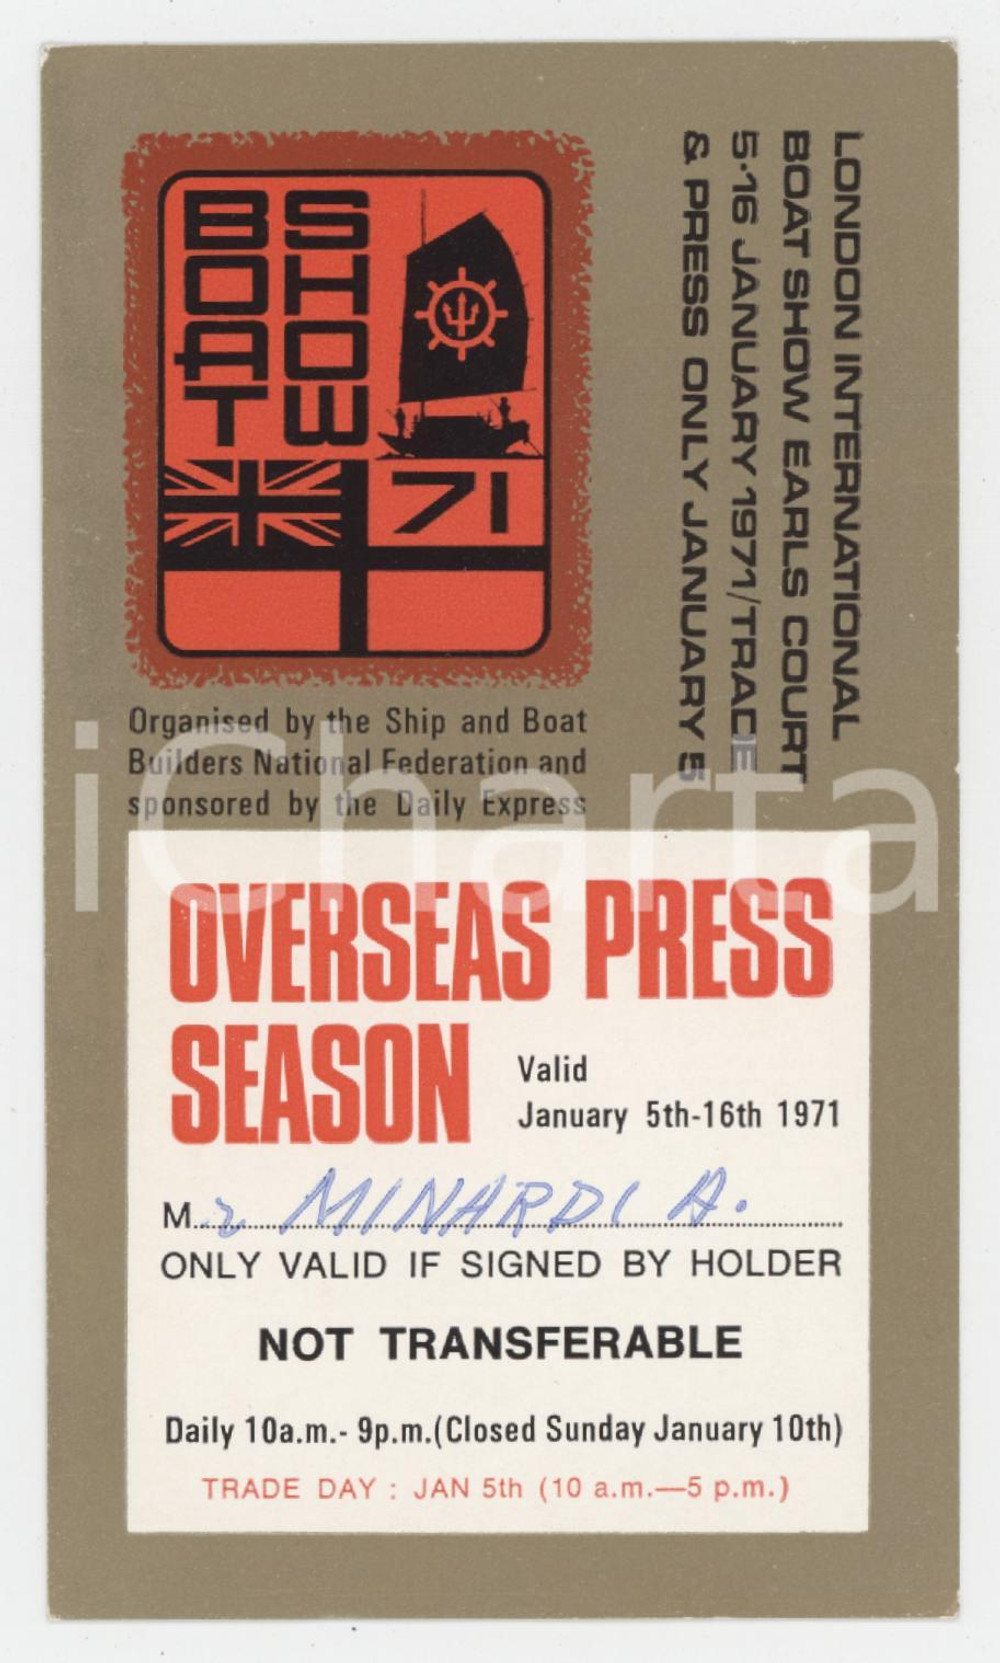 BOAT
SHOW
71
LONDON INTERNATIONAL
BOAT SHOW EARLS COURT
5·16 JANUARY 1971/TRADE
& PRESS ONLY JANUARY 5
Organised by the Ship and Boat
Builders National Federation and
sponsored by the Daily Express
iCharta
OVERSEAS PRESS
SEASON
Valid
January 5th-16th 1971
M r MINARDI A.
ONLY VALID IF SIGNED BY HOLDER
NOT TRANSFERABLE
Daily 10a.m.- 9p.m.(Closed Sunday January 10th)
TRADE DAY : JAN 5th (10 a.m.—5 p.m.)